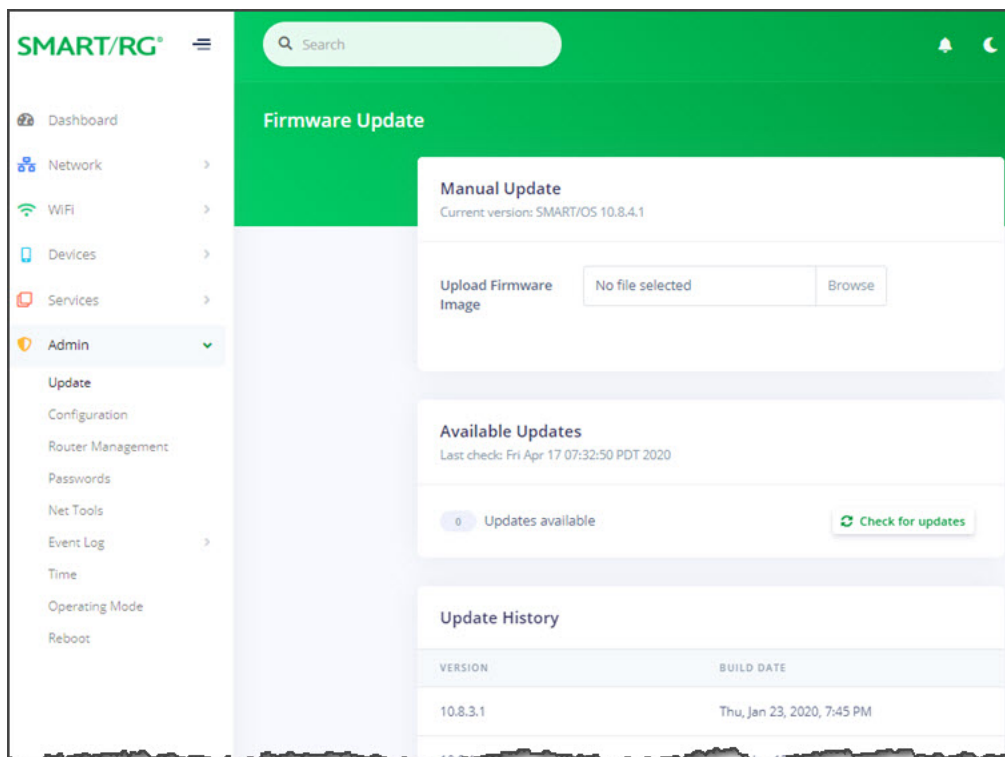 SMART/RG®
Search
Dashboard
Network
WiFi
Devices
Services
Admin
Update
Configuration
Router Management
Passwords
Net Tools
Event Log
Time
Operating Mode
Reboot
Firmware Update
Manual Update
Current version: SMART/OS 10.8.4.1
Upload Firmware
Image
No file selected
Browse
Available Updates
Last check: Fri Apr 17 07:32:50 PDT 2020
0 Updates available
Check for updates
Update History
VERSION BUILD DATE
10.8.3.1 Thu, Jan 23, 2020, 7:45 PM